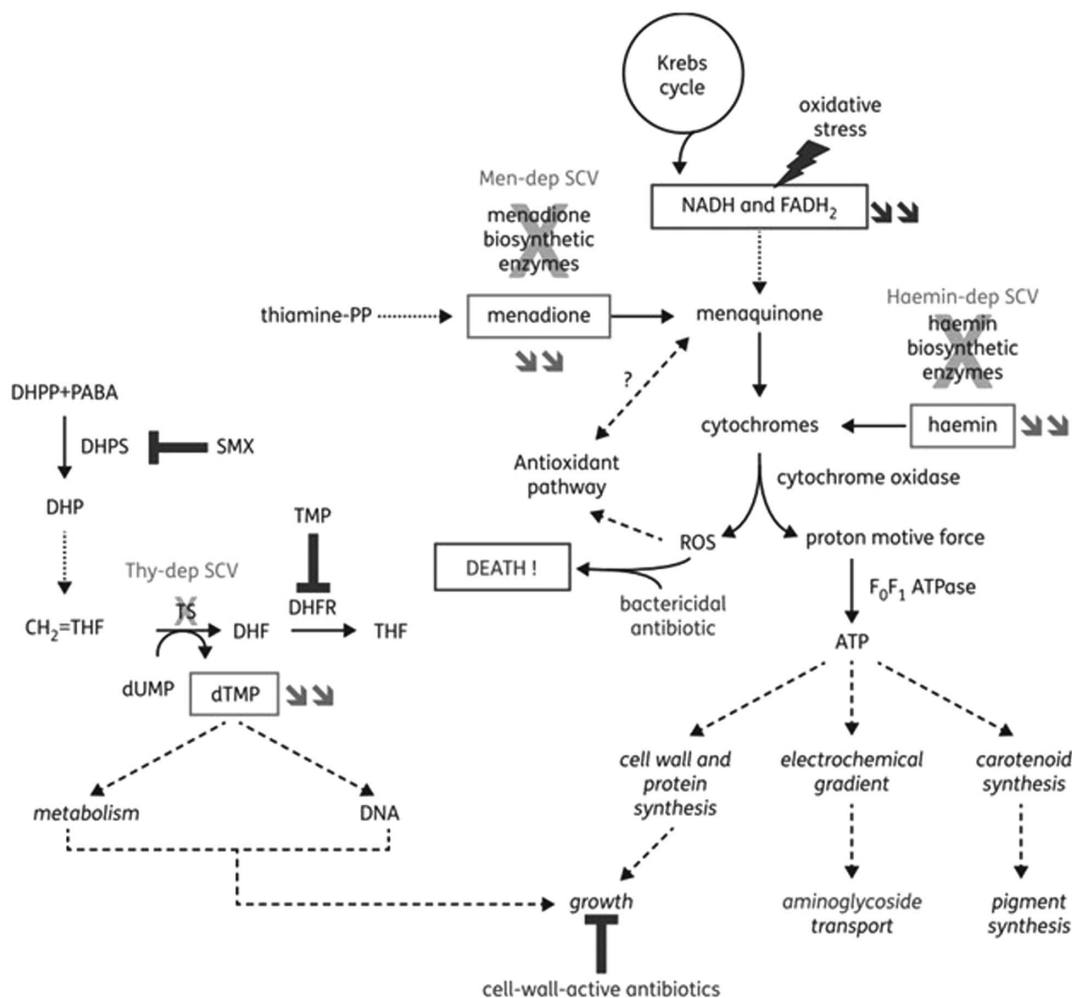 Krebs
cycle
oxidative
stress
Men-dep SCV
menadione
biosynthetic
enzymes
NADH and FADH₂
Haemin-dep SCV
haemin
biosynthetic
enzymes
thiamine-PP
menadione
menaquinone
?
DHPP+PABA
DHPS
SMX
cytochromes
haemin
Antioxidant
pathway
cytochrome oxidase
DHP
TMP
ROS
proton motive force
DEATH !
Thy-dep SCV
TS
DHFR
bactericidal
antibiotic
F₀F₁ ATPase
CH₂=THF
DHF
THF
ATP
dUMP
dTMP
cell wall and
protein
synthesis
electrochemical
gradient
carotenoid
synthesis
metabolism
DNA
growth
aminoglycoside
transport
pigment
synthesis
cell-wall-active antibiotics